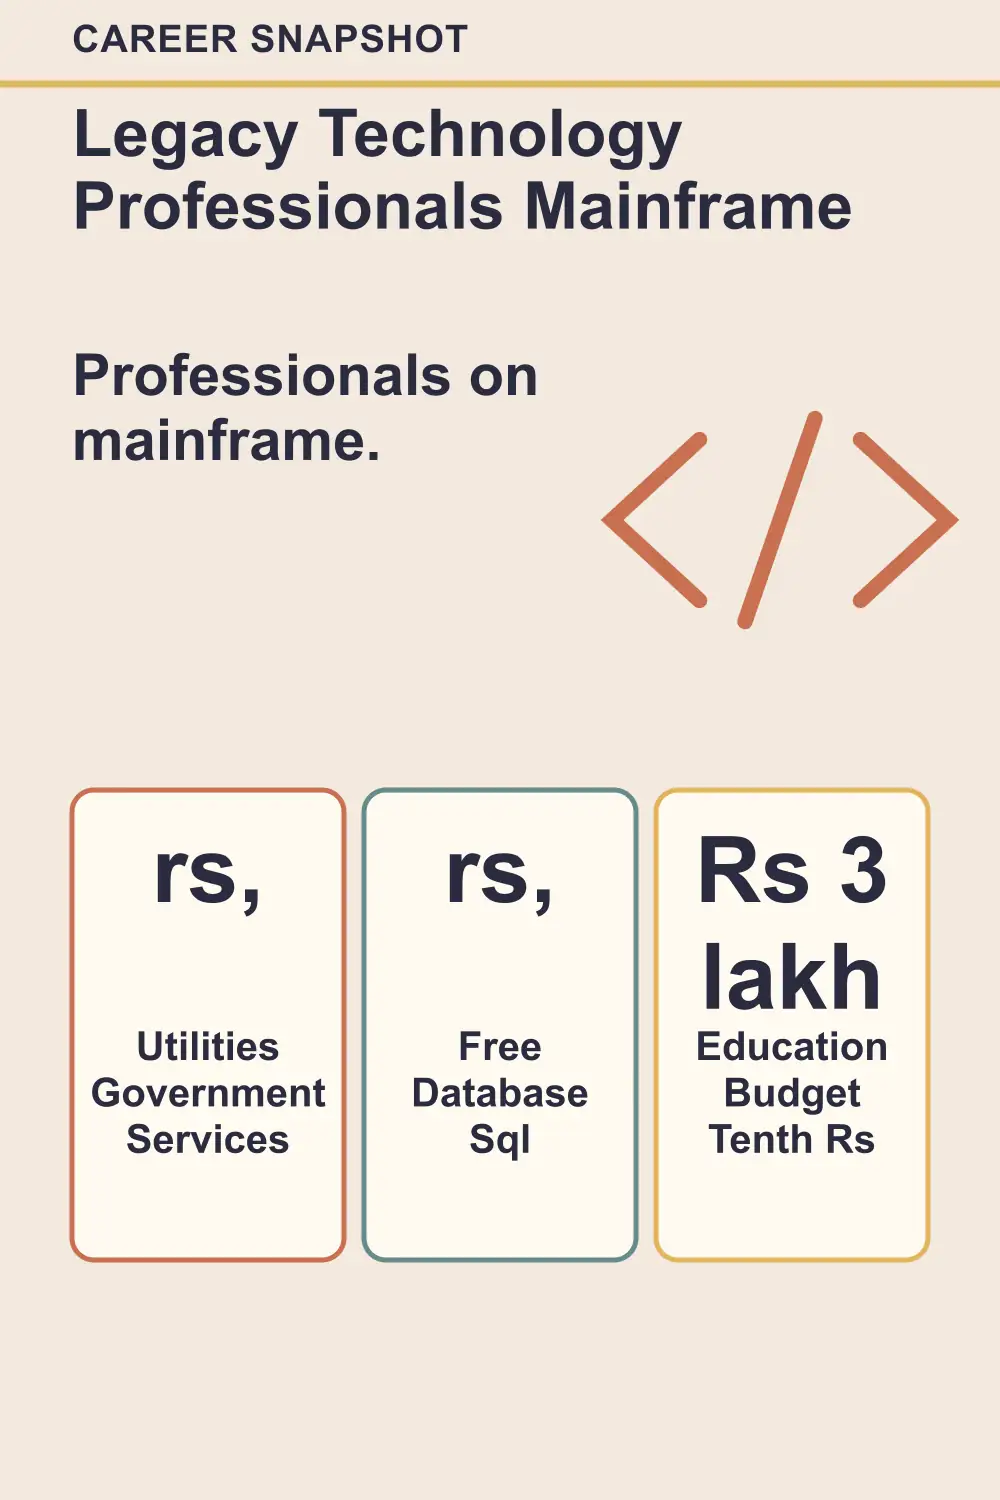 CAREER SNAPSHOT
Legacy Technology
Professionals Mainframe
Professionals on
mainframe.
rs,
Utilities
Government
Services
rs,
Free
Database
Sql
Rs 3
lakh
Education
Budget
Tenth Rs